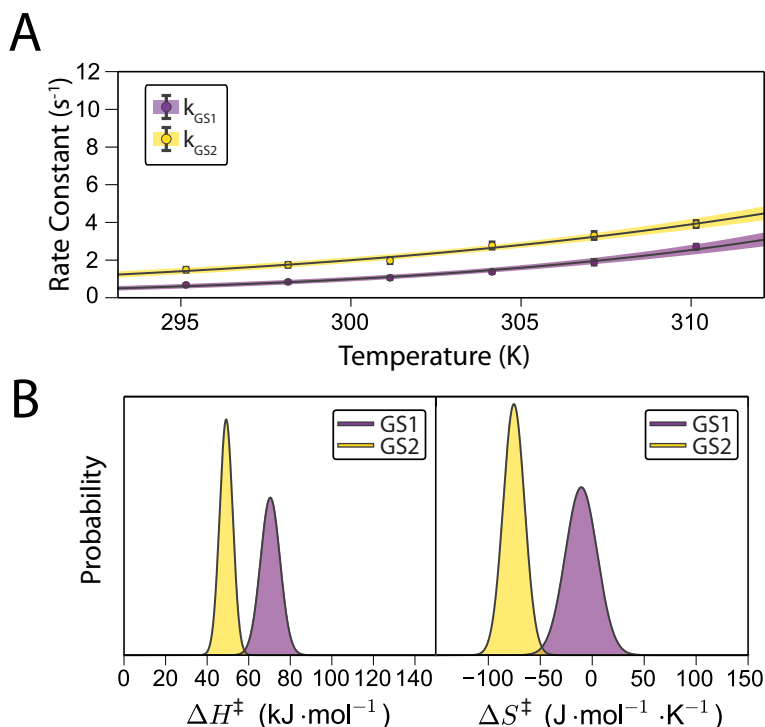 A
12
10
8
6
4
2
0
Rate Constant (s⁻¹)
k_GS1
k_GS2
295 300 305 310
Temperature (K)
B
Probability
GS1
GS2
GS1
GS2
0 20 40 60 80 100 120 140
−100 −50 0 50 100 150
ΔH‡ (kJ·mol⁻¹)
ΔS‡ (J·mol⁻¹·K⁻¹)